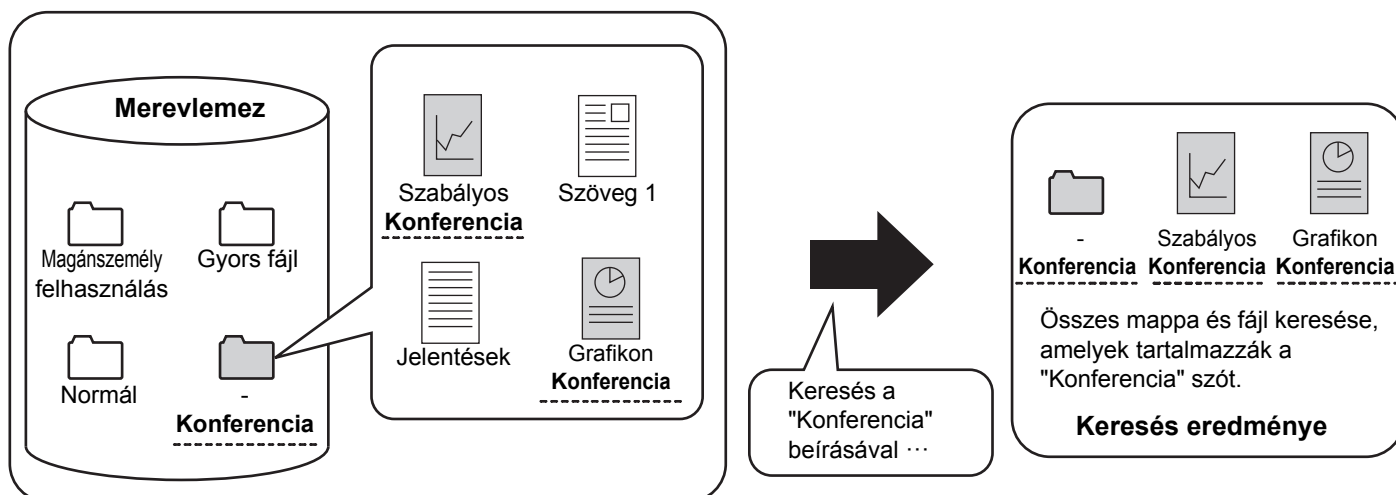 Merevlemez
Magánszemély
felhasználás
Gyors fájl
Normál
-
Konferencia
Szabályos
Konferencia
Szöveg 1
Jelentések
Grafikon
Konferencia
Keresés a
"Konferencia"
beírásával ···
-
Konferencia
Szabályos
Konferencia
Grafikon
Konferencia
Összes mappa és fájl keresése,
amelyek tartalmazzák a
"Konferencia" szót.
Keresés eredménye